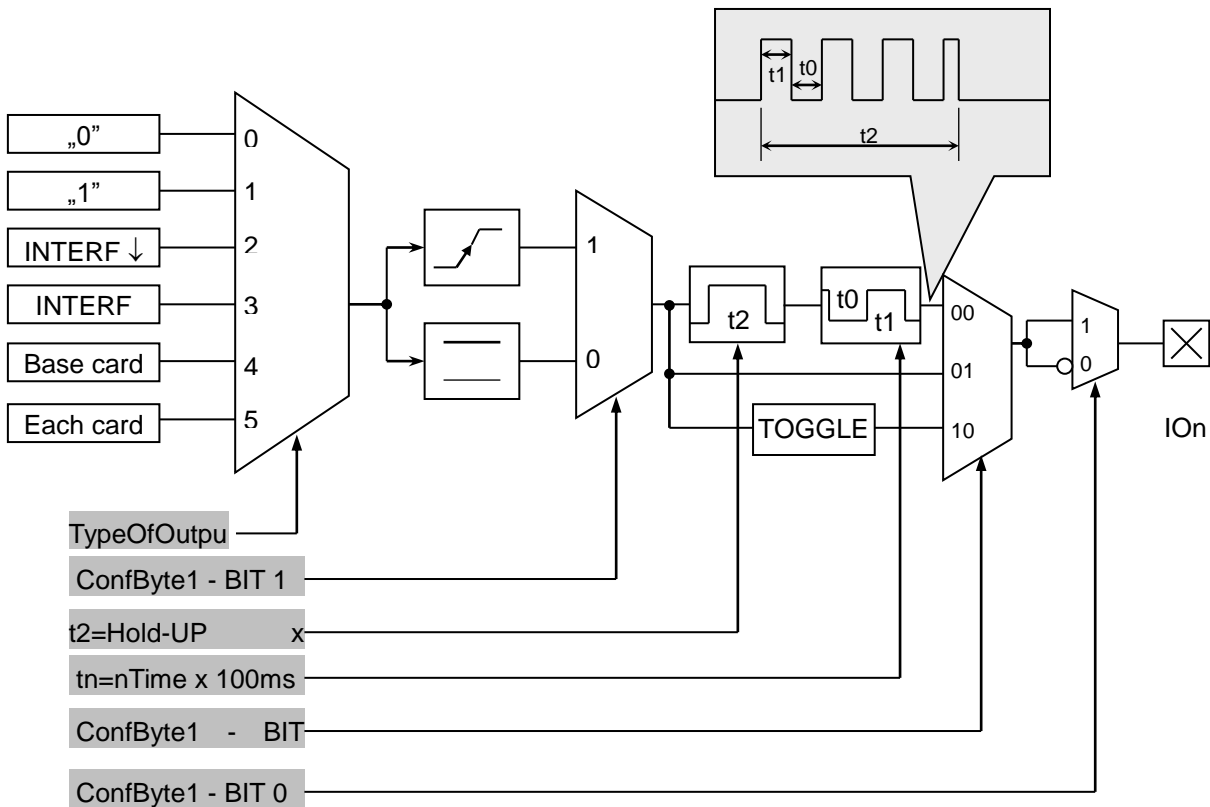 t1
t0
t2
„0”
„1”
INTERF ↓
INTERF
Base card
Each card
0
1
2
3
4
5
1
0
t2
t0
t1
00
01
10
TOGGLE
1
0
IOn
TypeOfOutpu
ConfByte1 - BIT 1
t2=Hold-UP x
tn=nTime x 100ms
ConfByte1 - BIT
ConfByte1 - BIT 0